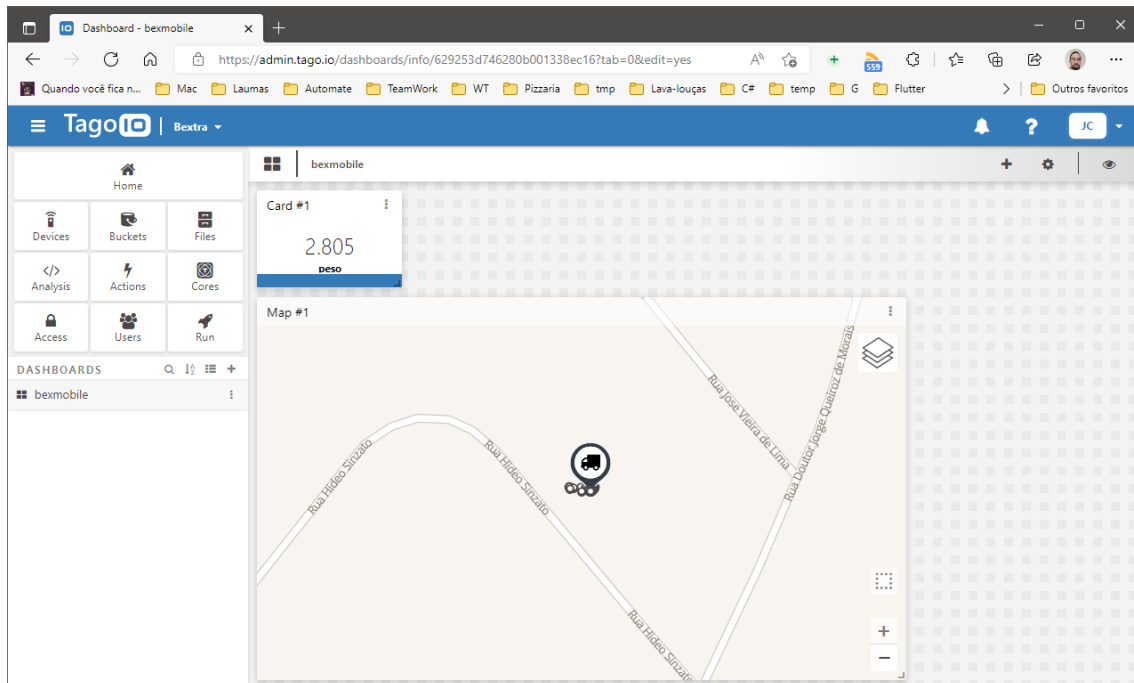 Dashboard - bexmobile
https://admin.tago.io/dashboards/info/629253d746280b001338ec16?tab=0&edit=yes
559
Quando você fica n... Mac Laumas Automate TeamWork WT Pizzaria tmp Lava-louças C# temp G Flutter Outros favoritos
TagoIO Bextra JC
Home
bexmobile
Devices Buckets Files
Analysis Actions Cores
Access Users Run
DASHBOARDS
bexmobile
Card #1
2.805
peso
Map #1
Rua Hideo Sinzato
Rua Hideo Sinzato
Rua Jose Vieira de Lima
Rua Doutor Jorge Queiroz de Morais
Rua Hideo Sinzato